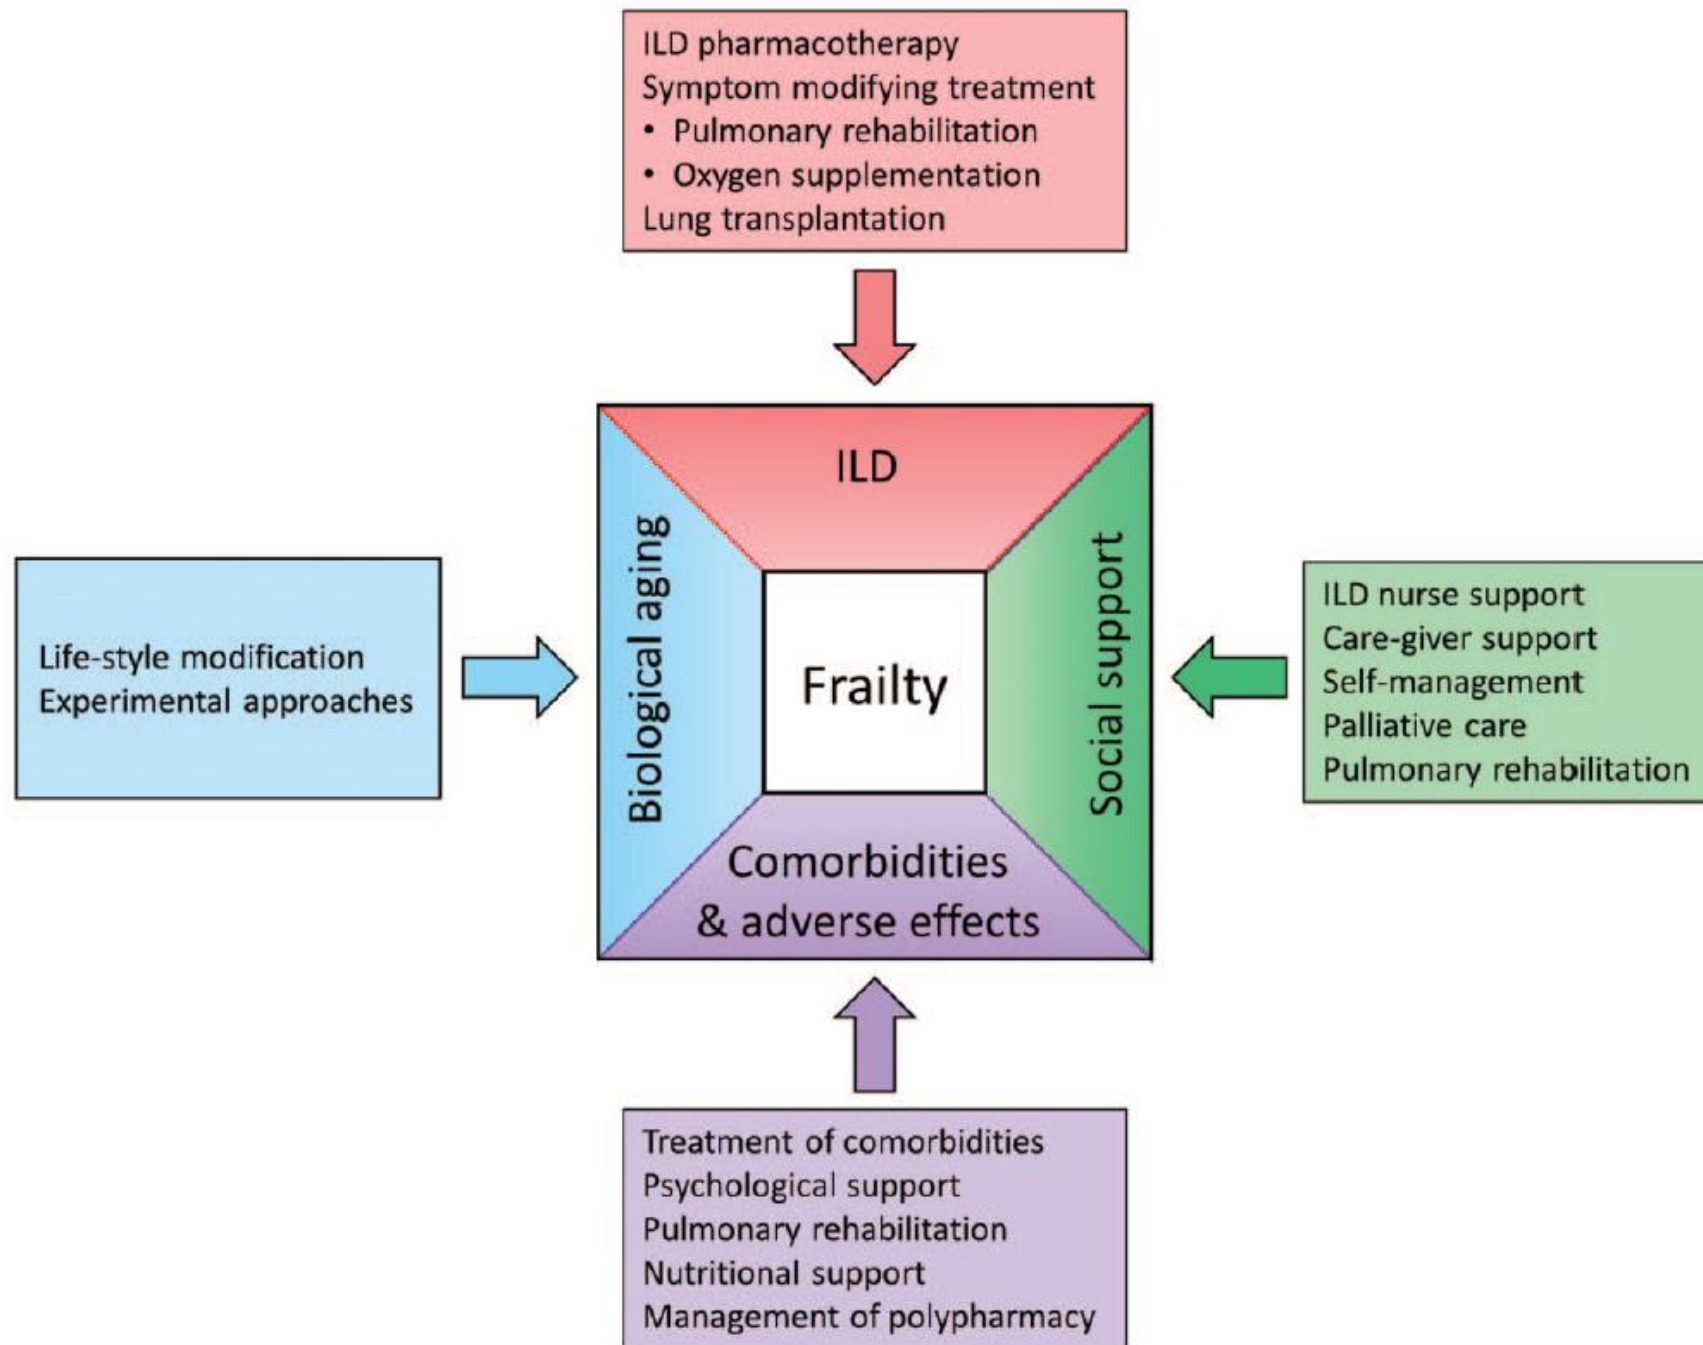 ILD pharmacotherapy
Symptom modifying treatment
• Pulmonary rehabilitation
• Oxygen supplementation
Lung transplantation
ILD
Biological aging
Frailty
Social support
Comorbidities
& adverse effects
Life-style modification
Experimental approaches
ILD nurse support
Care-giver support
Self-management
Palliative care
Pulmonary rehabilitation
Treatment of comorbidities
Psychological support
Pulmonary rehabilitation
Nutritional support
Management of polypharmacy